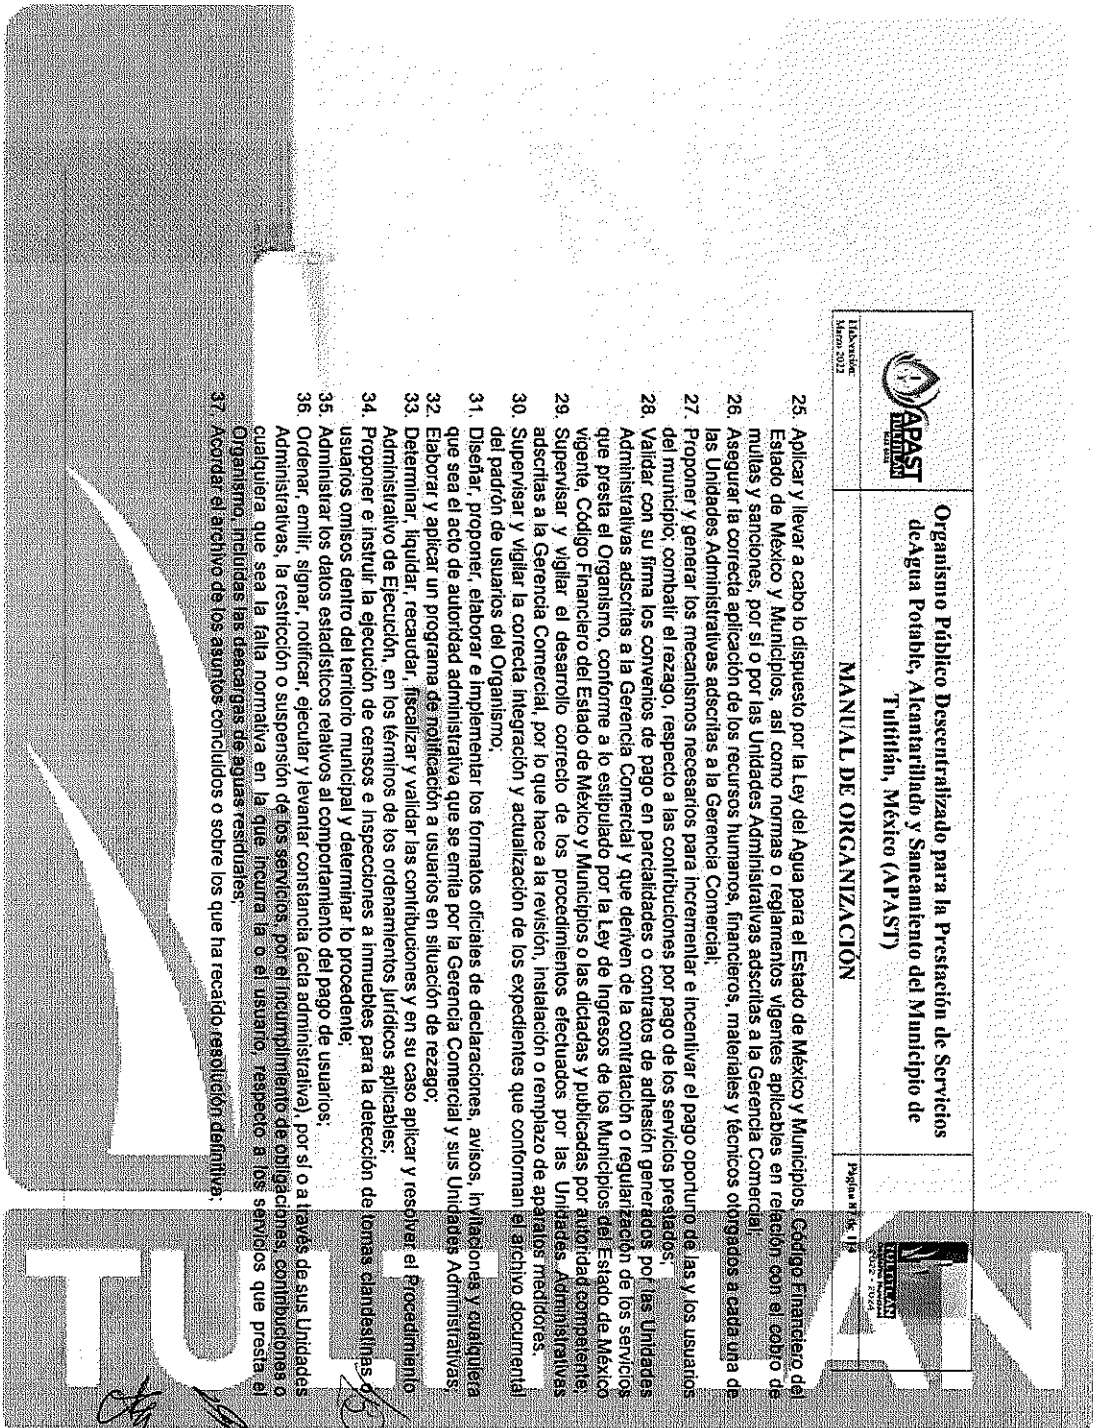 APAST
TULTITLÁN
Organismo Público Descentralizado para la Prestación de Servicios
de Agua Potable, Alcantarillado y Saneamiento del Municipio de
Tultitlán, México (APAST)
TULTITLÁN
2022 - 2024
Elaboración:
Marzo 2022
MANUAL DE ORGANIZACIÓN
Página
25. Aplicar y llevar a cabo lo dispuesto por la Ley del Agua para el Estado de México y Municipios, Código Financiero del
Estado de México y Municipios, así como normas o reglamentos vigentes aplicables en relación con el cobro de
multas y sanciones, por sí o por las Unidades Administrativas adscritas a la Gerencia Comercial;
26. Asegurar la correcta aplicación de los recursos humanos, financieros, materiales y técnicos otorgados a cada una de
las Unidades Administrativas adscritas a la Gerencia Comercial;
27. Proponer y generar los mecanismos necesarios para incrementar e incentivar el pago oportuno de las y los usuarios
del municipio; combatir el rezago, respecto a las contribuciones por pago de los servicios prestados;
28. Validar con su firma los convenios de pago en parcialidades o contratos de adhesión generados por las Unidades
Administrativas adscritas a la Gerencia Comercial y que deriven de la contratación o regularización de los servicios
que presta el Organismo, conforme a lo estipulado por la Ley de Ingresos de los Municipios del Estado de México
vigente, Código Financiero del Estado de México y Municipios o las dictadas y publicadas por autoridad competente;
29. Supervisar y vigilar el desarrollo correcto de los procedimientos efectuados por las Unidades Administrativas
adscritas a la Gerencia Comercial, por lo que hace a la revisión, instalación o remplazo de aparatos medidores.
30. Supervisar y vigilar la correcta integración y actualización de los expedientes que conforman el archivo documental
del padrón de usuarios del Organismo;
31. Diseñar, proponer, elaborar e implementar los formatos oficiales de declaraciones, avisos, invitaciones y cualquiera
que sea el acto de autoridad administrativa que se emita por la Gerencia Comercial y sus Unidades Administrativas;
32. Elaborar y aplicar un programa de notificación a usuarios en situación de rezago;
33. Determinar, liquidar, recaudar, fiscalizar y validar las contribuciones y en su caso aplicar y resolver el Procedimiento
Administrativo de Ejecución, en los términos de los ordenamientos jurídicos aplicables;
34. Proponer e instruir la ejecución de censos e inspecciones a inmuebles para la detección de tomas clandestinas o
usuarios omisos dentro del territorio municipal y determinar lo procedente;
35. Administrar los datos estadísticos relativos al comportamiento del pago de usuarios;
36. Ordenar, emitir, signar, notificar, ejecutar y levantar constancia (acta administrativa), por sí o a través de sus Unidades
Administrativas, la restricción o suspensión de los servicios, por el incumplimiento de obligaciones, contribuciones o
cualquiera que sea la falta normativa en la que incurra la o el usuario, respecto a los servicios que presta el
Organismo, incluidas las descargas de aguas residuales;
37. Acordar el archivo de los asuntos concluidos o sobre los que ha recaído resolución definitiva;
TULTITLÁN